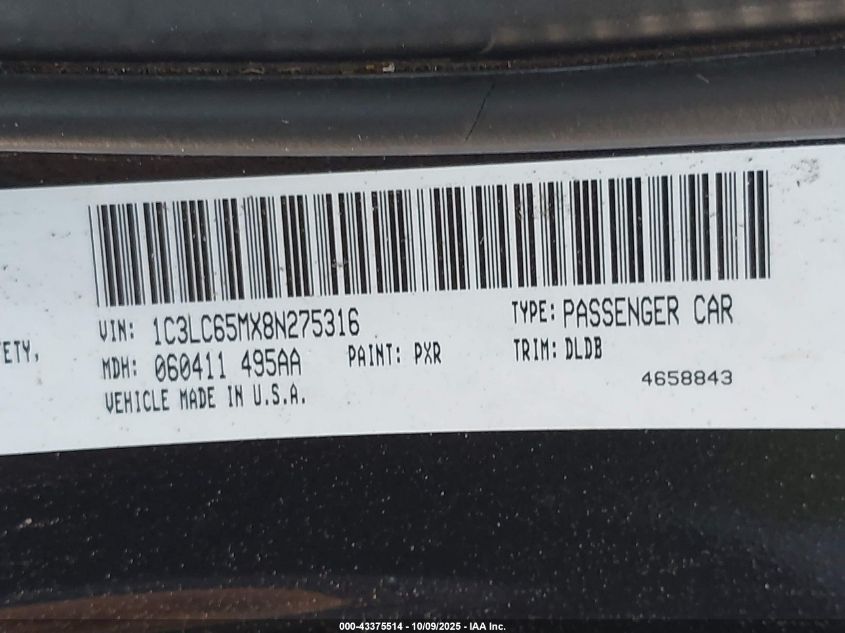 VIN: 1C3LC65MX8N275316 TYPE: PASSENGER CAR
ETY,
MDH: 060411 495AA PAINT: PXR TRIM: DLDB
VEHICLE MADE IN U.S.A. 4658843
000-43375514 - 10/09/2025 - IAA Inc.